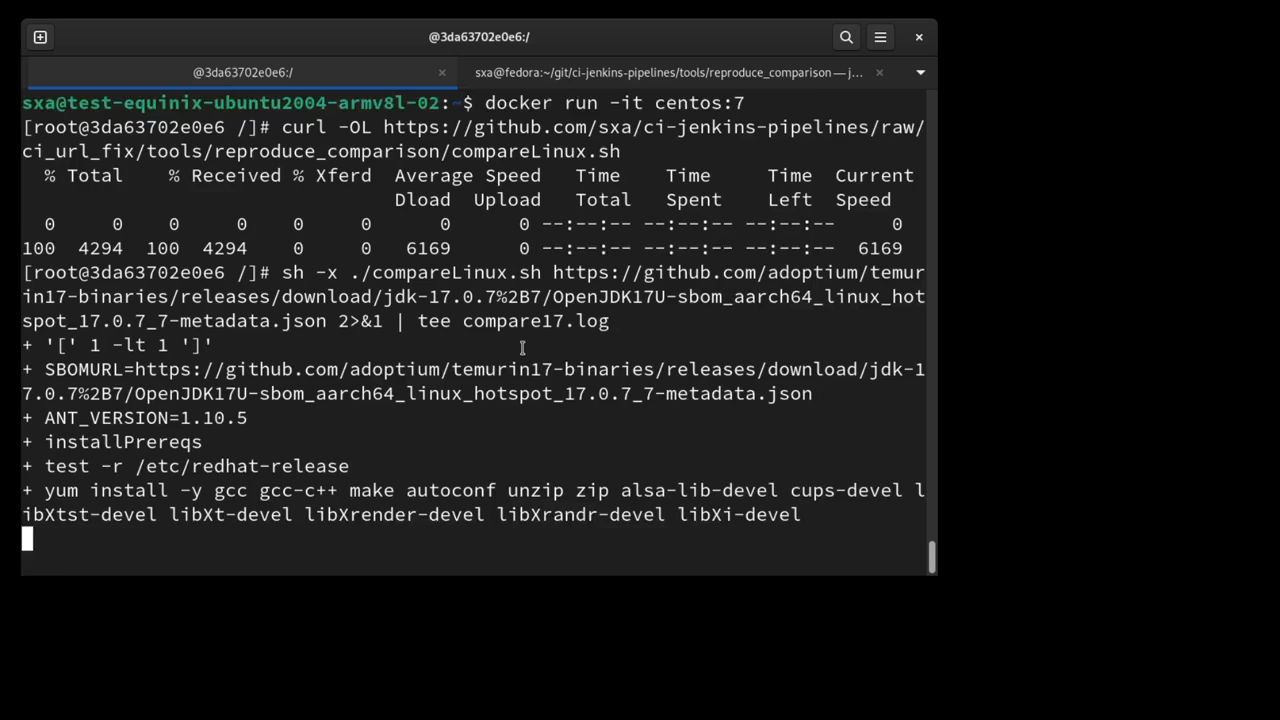 @3da63702e0e6:/
@3da63702e0e6:/
sxa@fedora:~/git/ci-jenkins-pipelines/tools/reproduce_comparison — j…
sxa@test-equinix-ubuntu2004-armv8l-02:~$ docker run -it centos:7
[root@3da63702e0e6 /]# curl -OL https://github.com/sxa/ci-jenkins-pipelines/raw/
ci_url_fix/tools/reproduce_comparison/compareLinux.sh
% Total % Received % Xferd Average Speed Time Time Time Current
Dload Upload Total Spent Left Speed
0 0 0 0 0 0 0 0 --:--:-- --:--:-- --:--:-- 0
100 4294 100 4294 0 0 6169 0 --:--:-- --:--:-- --:--:-- 6169
[root@3da63702e0e6 /]# sh -x ./compareLinux.sh https://github.com/adoptium/temur
in17-binaries/releases/download/jdk-17.0.7%2B7/OpenJDK17U-sbom_aarch64_linux_hot
spot_17.0.7_7-metadata.json 2>&1 | tee compare17.log
+ '[' 1 -lt 1 ']'
+ SBOMURL=https://github.com/adoptium/temurin17-binaries/releases/download/jdk-1
7.0.7%2B7/OpenJDK17U-sbom_aarch64_linux_hotspot_17.0.7_7-metadata.json
+ ANT_VERSION=1.10.5
+ installPrereqs
+ test -r /etc/redhat-release
+ yum install -y gcc gcc-c++ make autoconf unzip zip alsa-lib-devel cups-devel l
ibXtst-devel libXt-devel libXrender-devel libXrandr-devel libXi-devel